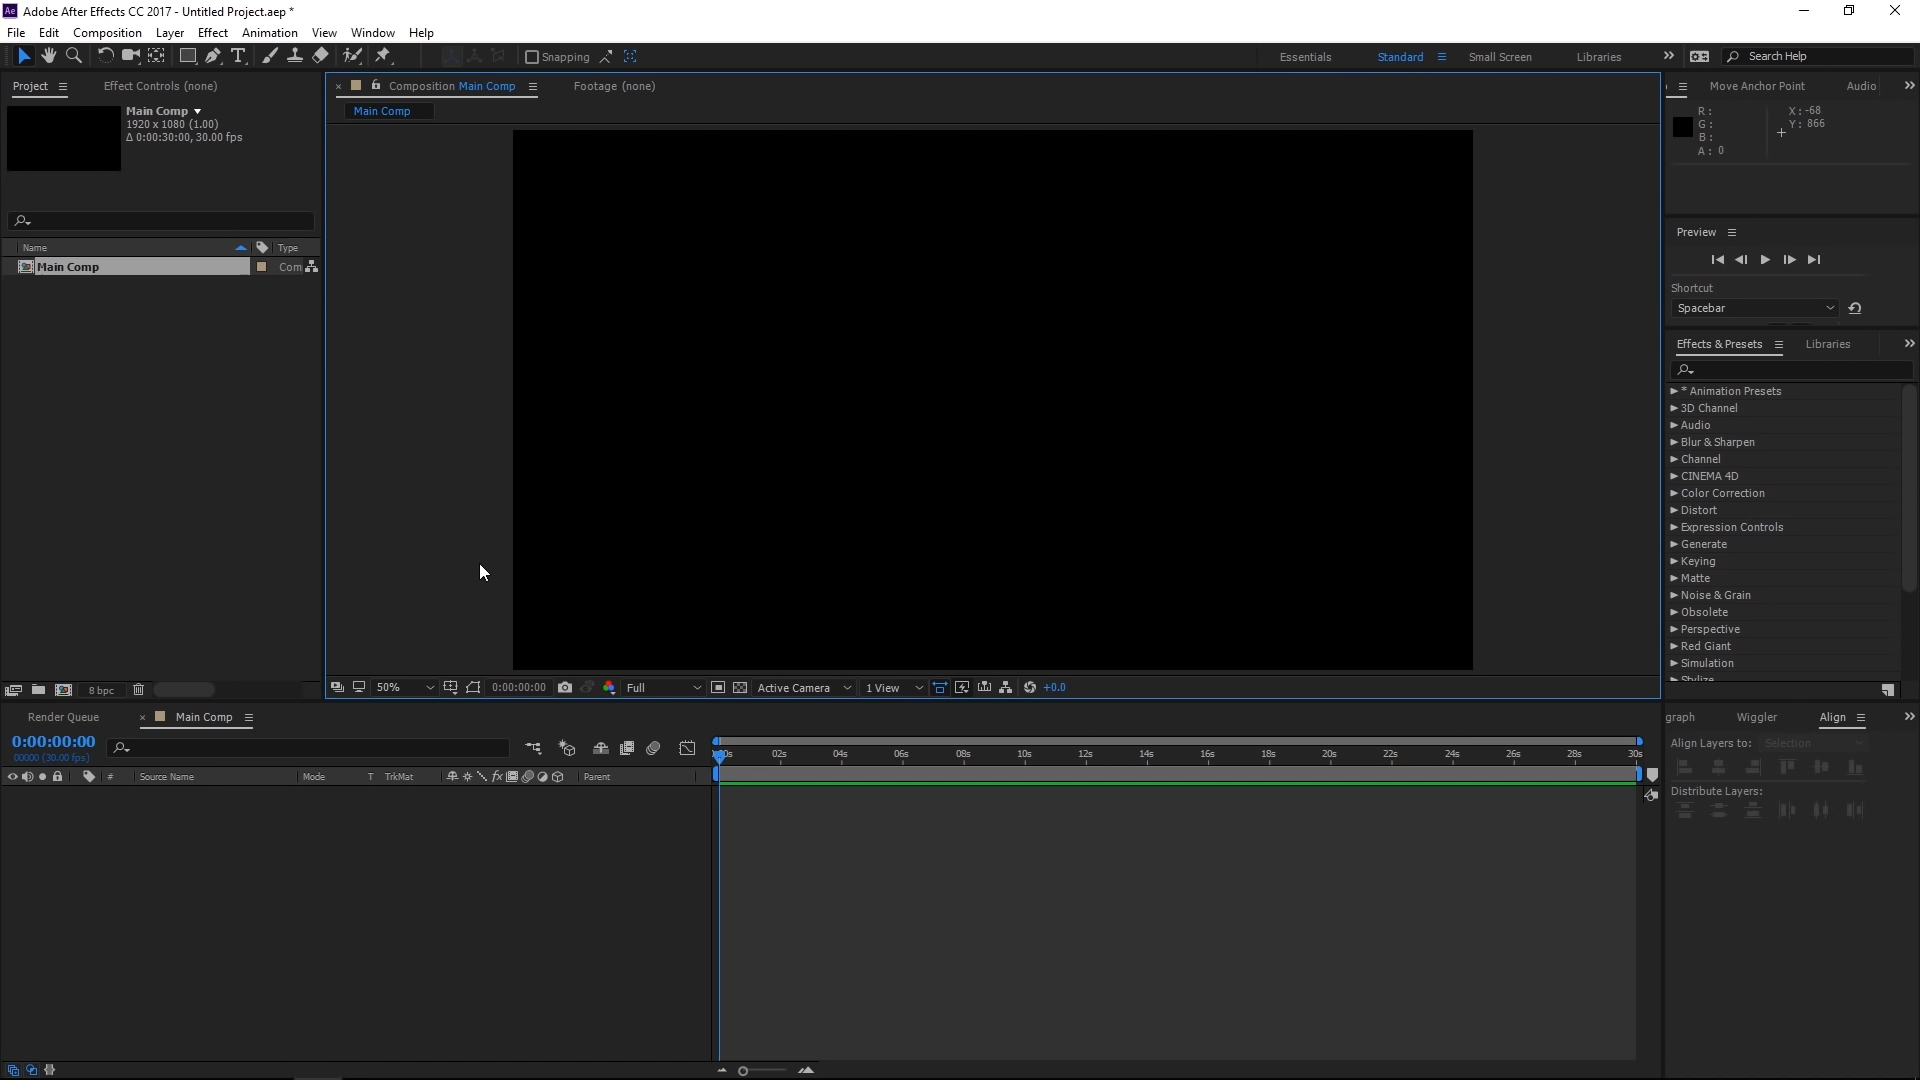 Ae Adobe After Effects CC 2017 - Untitled Project.aep *
File Edit Composition Layer Effect Animation View Window Help
T Snapping Essentials Standard Small Screen Libraries Search Help
Project Effect Controls (none)
Main Comp
1920 x 1080 (1.00)
Δ 0:00:30:00, 30.00 fps
Name Type
Main Comp Com
8 bpc
Composition Main Comp Footage (none)
Main Comp
50% 0:00:00:00 Full Active Camera 1 View +0.0
Move Anchor Point Audio
R :
G :
B :
A : 0
X : -68
Y : 866
Preview
Shortcut
Spacebar
Effects & Presets Libraries
* Animation Presets
3D Channel
Audio
Blur & Sharpen
Channel
CINEMA 4D
Color Correction
Distort
Expression Controls
Generate
Keying
Matte
Noise & Grain
Obsolete
Perspective
Red Giant
Simulation
Stylize
Render Queue Main Comp
0:00:00:00
00000 (30.00 fps)
# Source Name Mode T TrkMat fx Parent
00s 02s 04s 06s 08s 10s 12s 14s 16s 18s 20s 22s 24s 26s 28s 30s
graph Wiggler Align
Align Layers to: Selection
Distribute Layers: